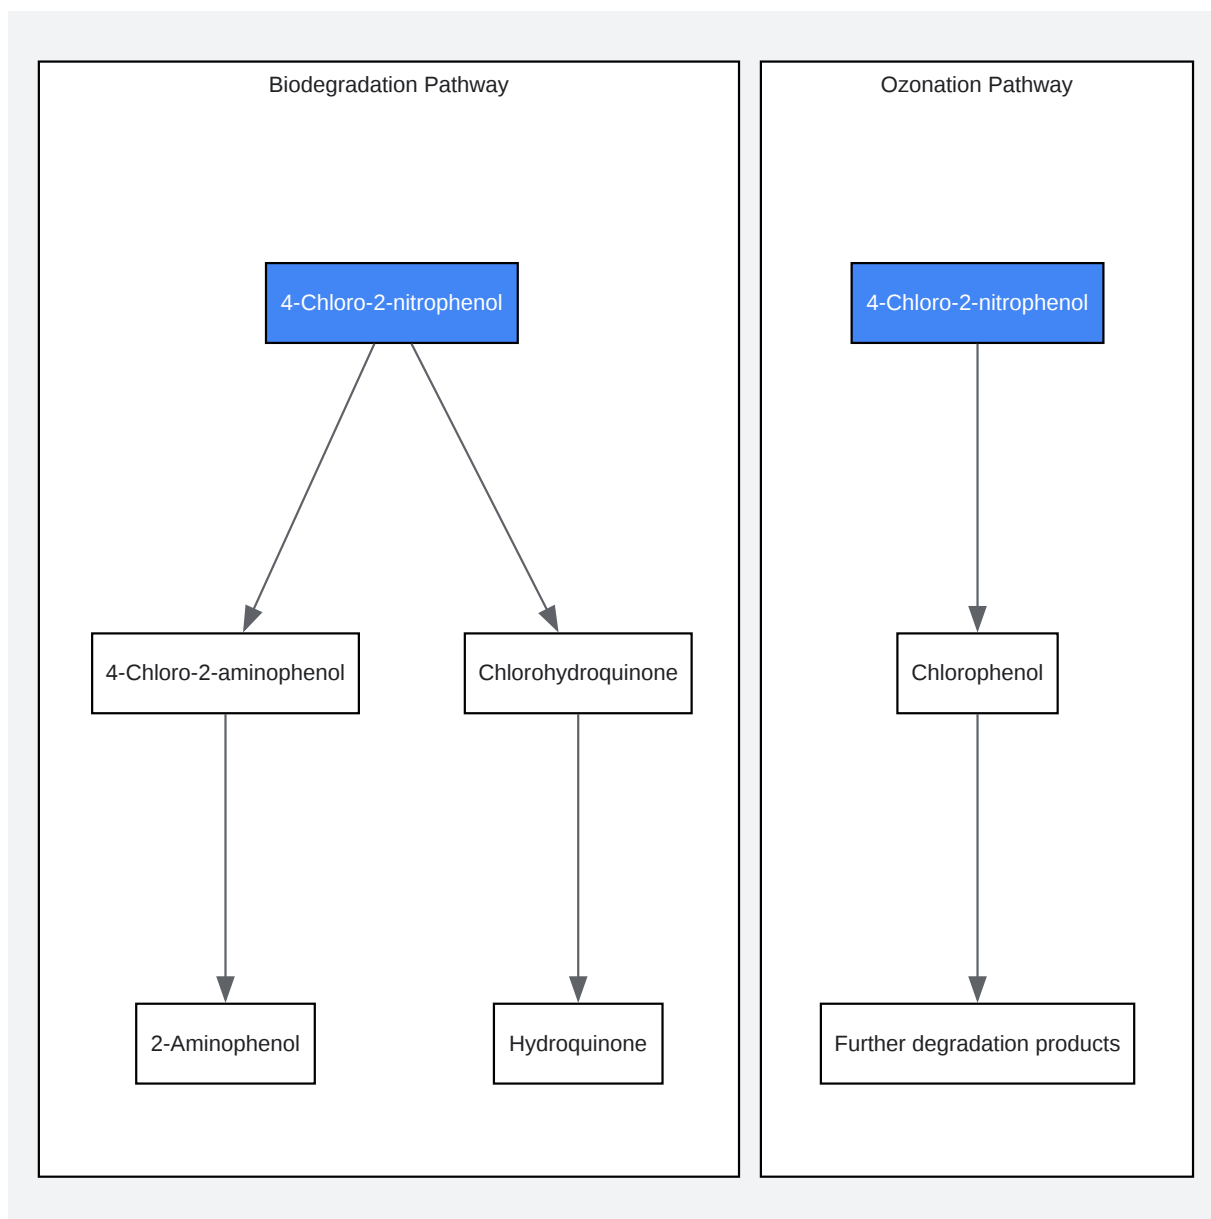 Biodegradation Pathway
4-Chloro-2-nitrophenol
4-Chloro-2-aminophenol
Chlorohydroquinone
2-Aminophenol
Hydroquinone
Ozonation Pathway
4-Chloro-2-nitrophenol
Chlorophenol
Further degradation products